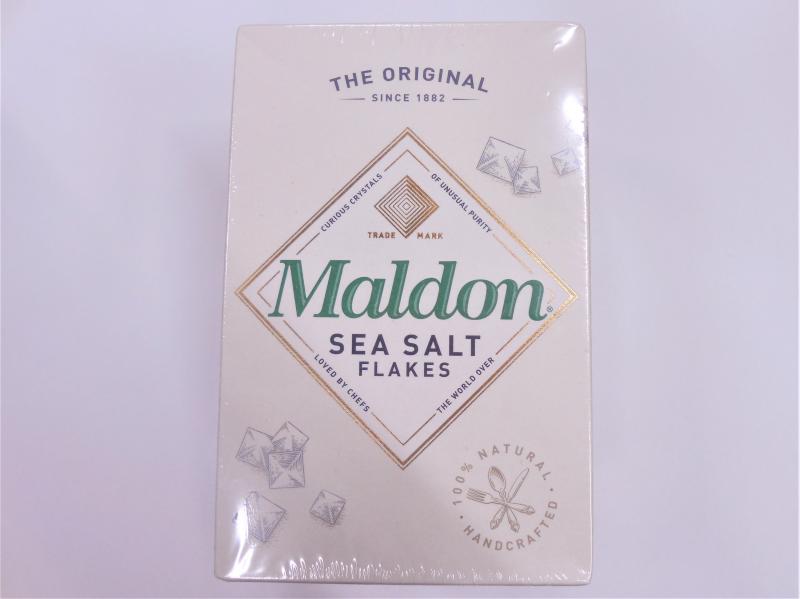 THE ORIGINAL
SINCE 1882
CURIOUS CRYSTALS
OF UNUSUAL PURITY
TRADE MARK
Maldon®
SEA SALT
FLAKES
LOVED BY CHEFS
THE WORLD OVER
100% NATURAL
• HANDCRAFTED •